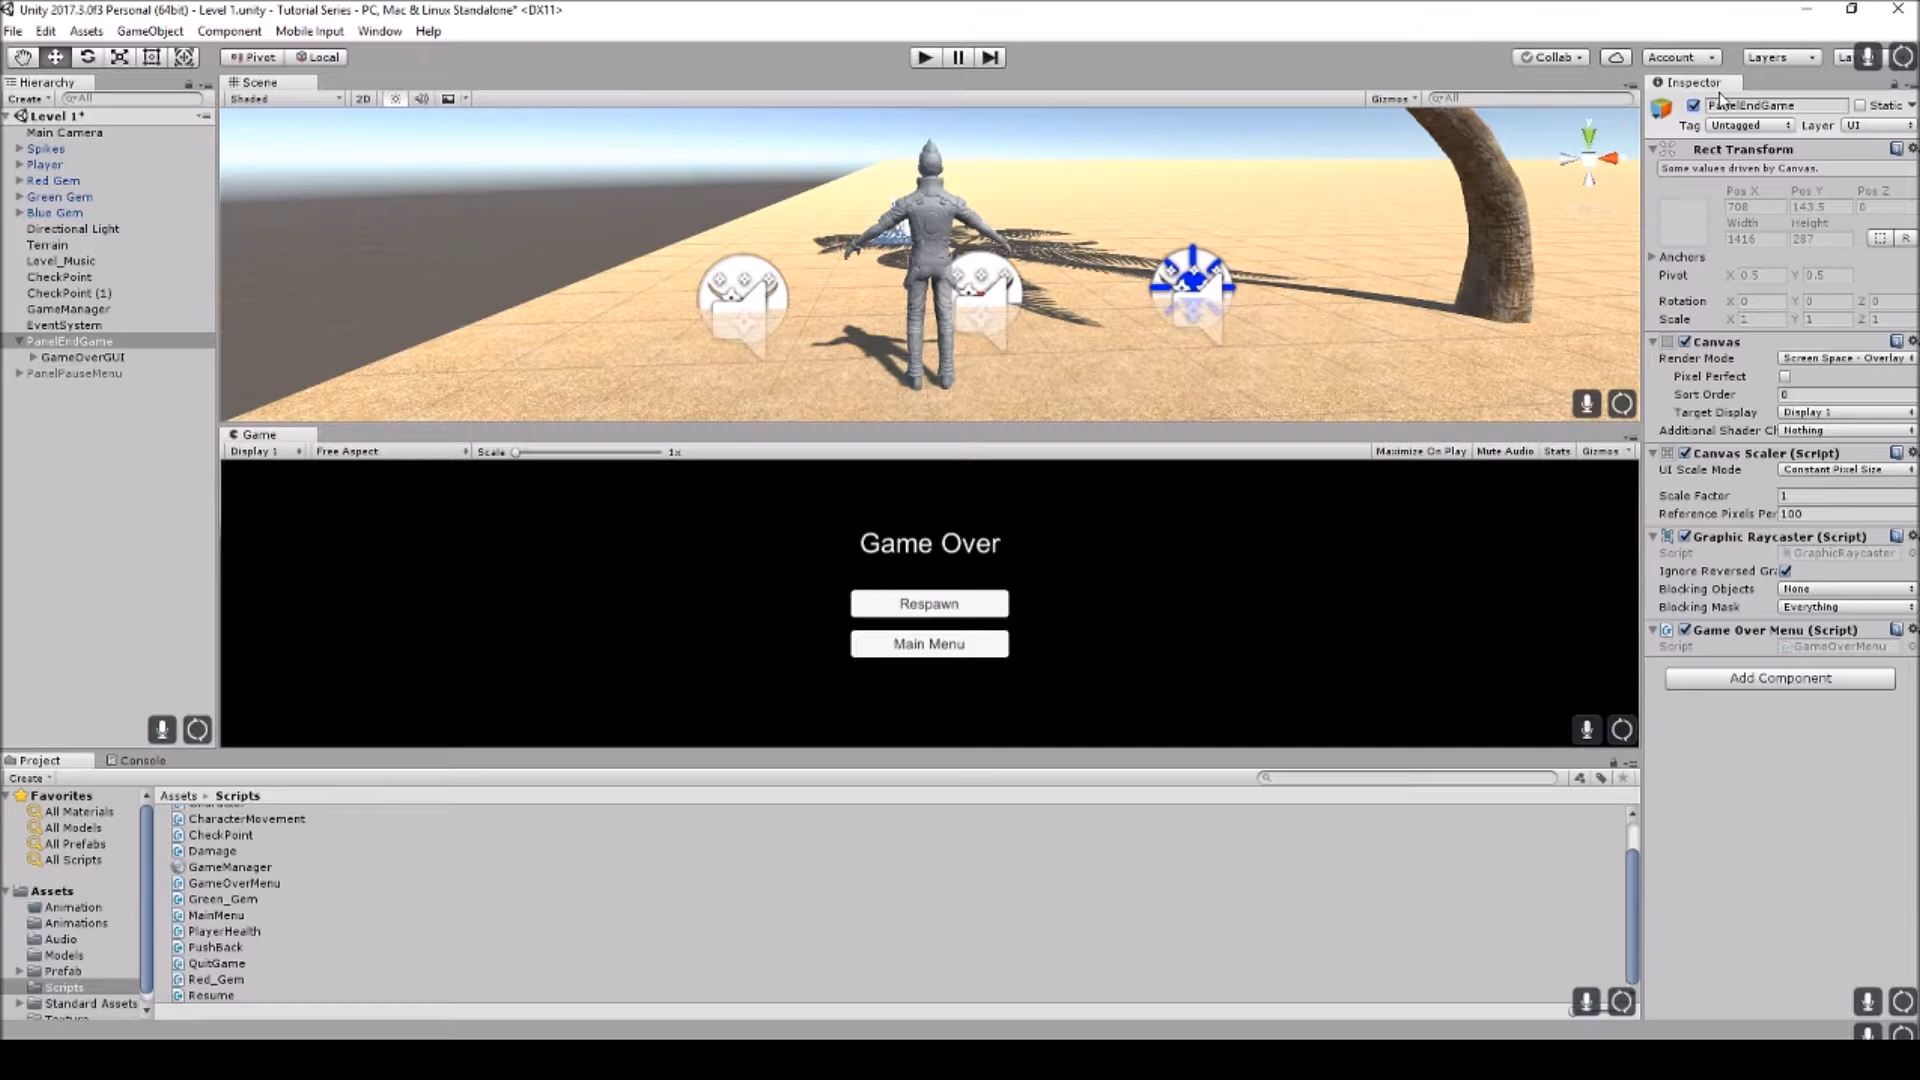 Unity 2017.3.0f3 Personal (64bit) - Level 1.unity - Tutorial Series - PC, Mac & Linux Standalone* <DX11>
File Edit Assets GameObject Component Mobile Input Window Help
Pivot Local Collab Account Layers La
Hierarchy
Create All
Level 1*
Main Camera
Spikes
Player
Red Gem
Green Gem
Blue Gem
Directional Light
Terrain
Level_Music
CheckPoint
CheckPoint (1)
GameManager
EventSystem
PanelEndGame
GameOverGUI
PanelPauseMenu
Scene
Shaded 2D Gizmos All
Game
Display 1 Free Aspect Scale 1x Maximize On Play Mute Audio Stats Gizmos
Game Over
Respawn
Main Menu
Inspector
PanelEndGame Static
Tag Untagged Layer UI
Rect Transform
Some values driven by Canvas.
Pos X Pos Y Pos Z
708 143.5 0
Width Height
1416 287 R
Anchors
Pivot X 0.5 Y 0.5
Rotation X 0 Y 0 Z 0
Scale X 1 Y 1 Z 1
Canvas
Render Mode Screen Space - Overlay
Pixel Perfect
Sort Order 0
Target Display Display 1
Additional Shader Cl Nothing
Canvas Scaler (Script)
UI Scale Mode Constant Pixel Size
Scale Factor 1
Reference Pixels Per 100
Graphic Raycaster (Script)
Script GraphicRaycaster
Ignore Reversed Gra
Blocking Objects None
Blocking Mask Everything
Game Over Menu (Script)
Script GameOverMenu
Add Component
Project Console
Create
Favorites
All Materials
All Models
All Prefabs
All Scripts
Assets
Animation
Animations
Audio
Models
Prefab
Scripts
Standard Assets
Assets Scripts
CharacterMovement
CheckPoint
Damage
GameManager
GameOverMenu
Green_Gem
MainMenu
PlayerHealth
PushBack
QuitGame
Red_Gem
Resume